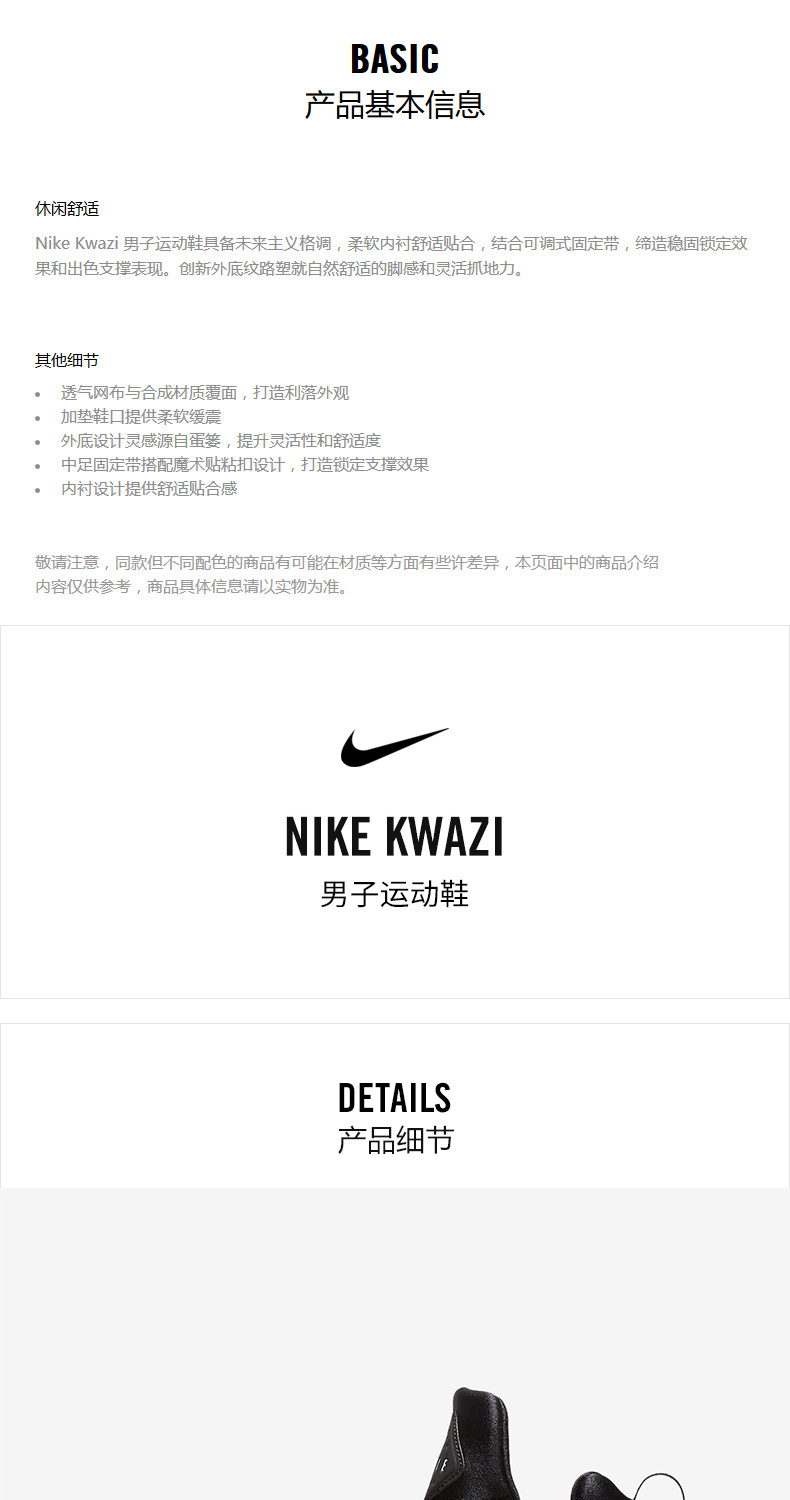 BASIC
产品基本信息
休闲舒适
Nike Kwazi 男子运动鞋具备未来主义格调，柔软内衬舒适贴合，结合可调式固定带，缔造稳固锁定效
果和出色支撑表现。创新外底纹路塑就自然舒适的脚感和灵活抓地力。
其他细节
• 透气网布与合成材质覆面，打造利落外观
• 加垫鞋口提供柔软缓震
• 外底设计灵感源自蛋篓，提升灵活性和舒适度
• 中足固定带搭配魔术贴粘扣设计，打造锁定支撑效果
• 内衬设计提供舒适贴合感
敬请注意，同款但不同配色的商品有可能在材质等方面有些许差异，本页面中的商品介绍
内容仅供参考，商品具体信息请以实物为准。
NIKE KWAZI
男子运动鞋
DETAILS
产品细节